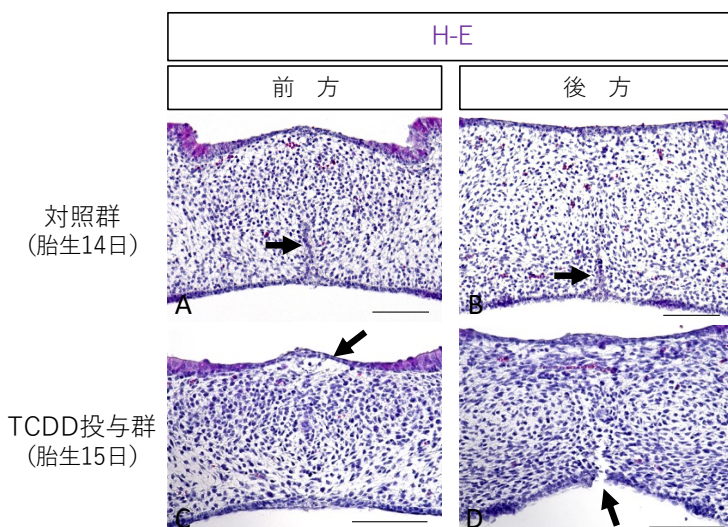 H-E
前　方
後　方
対照群
(胎生14日)
A
B
TCDD投与群
(胎生15日)
C
D